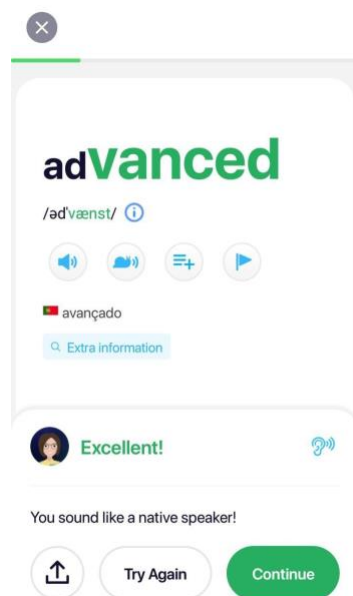 advanced
/əd'vænst/
avançado
Extra information
Excellent!
You sound like a native speaker!
Try Again
Continue